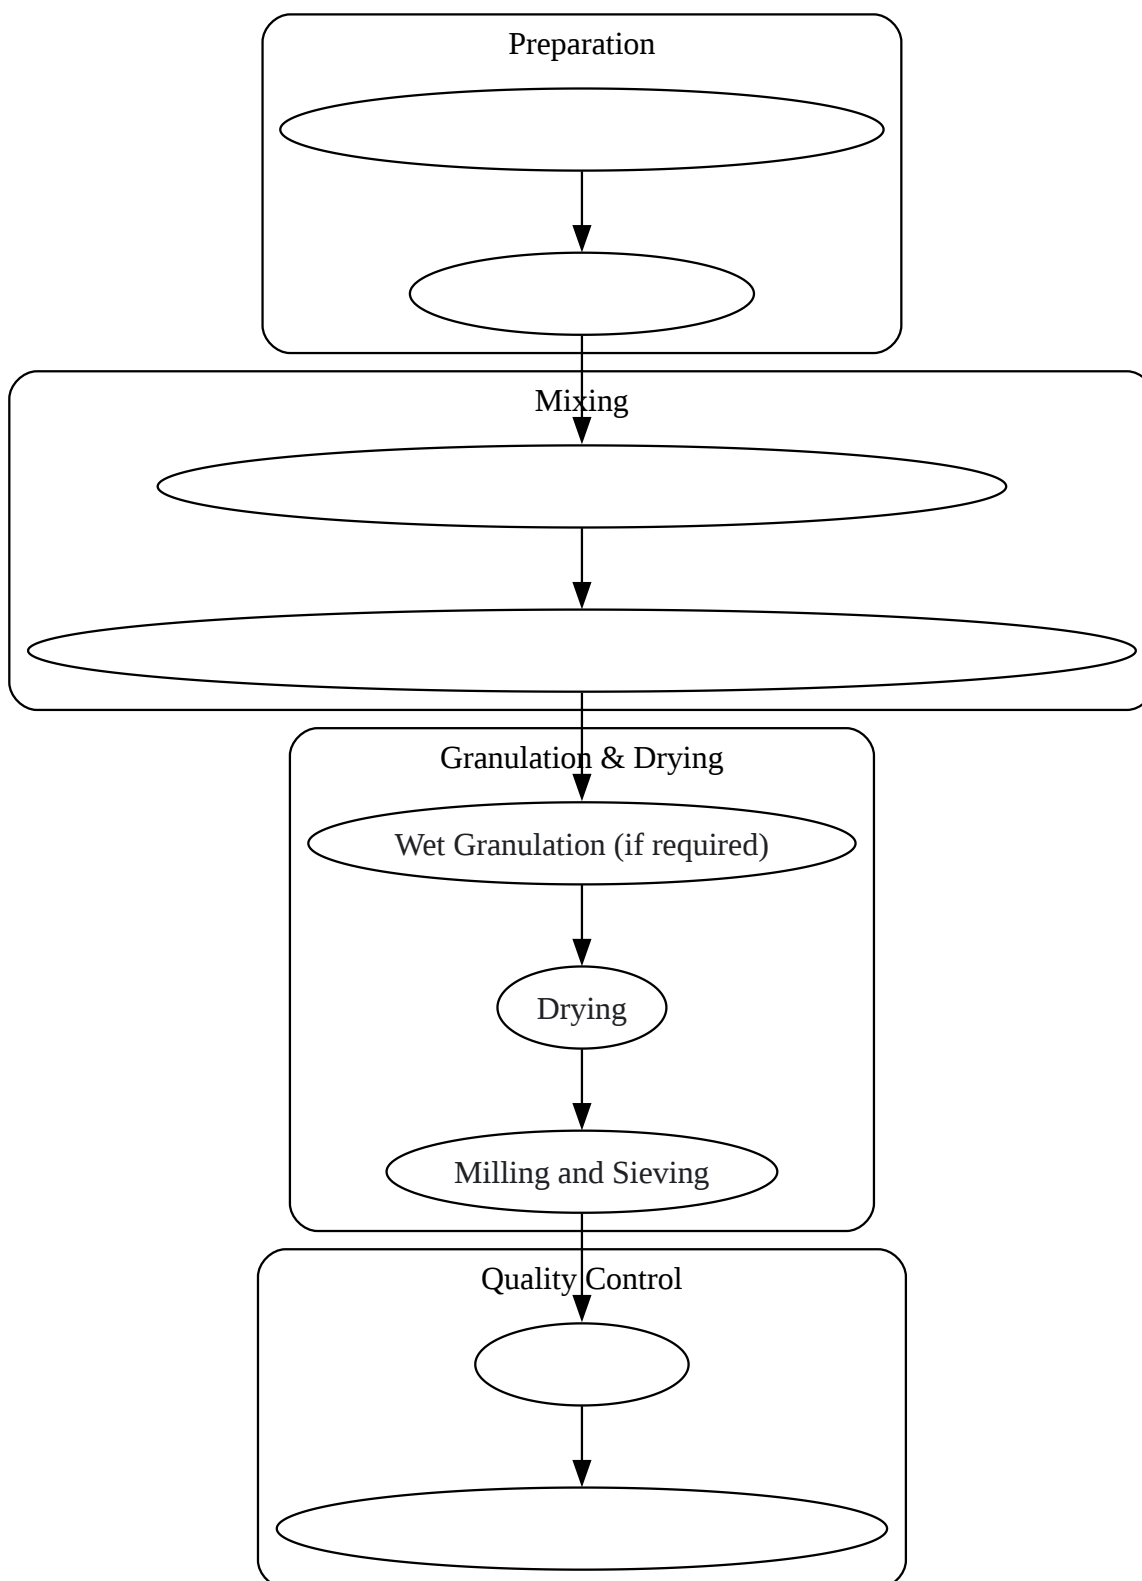 Preparation
Mixing
Granulation & Drying
Wet Granulation (if required)
Drying
Milling and Sieving
Quality Control